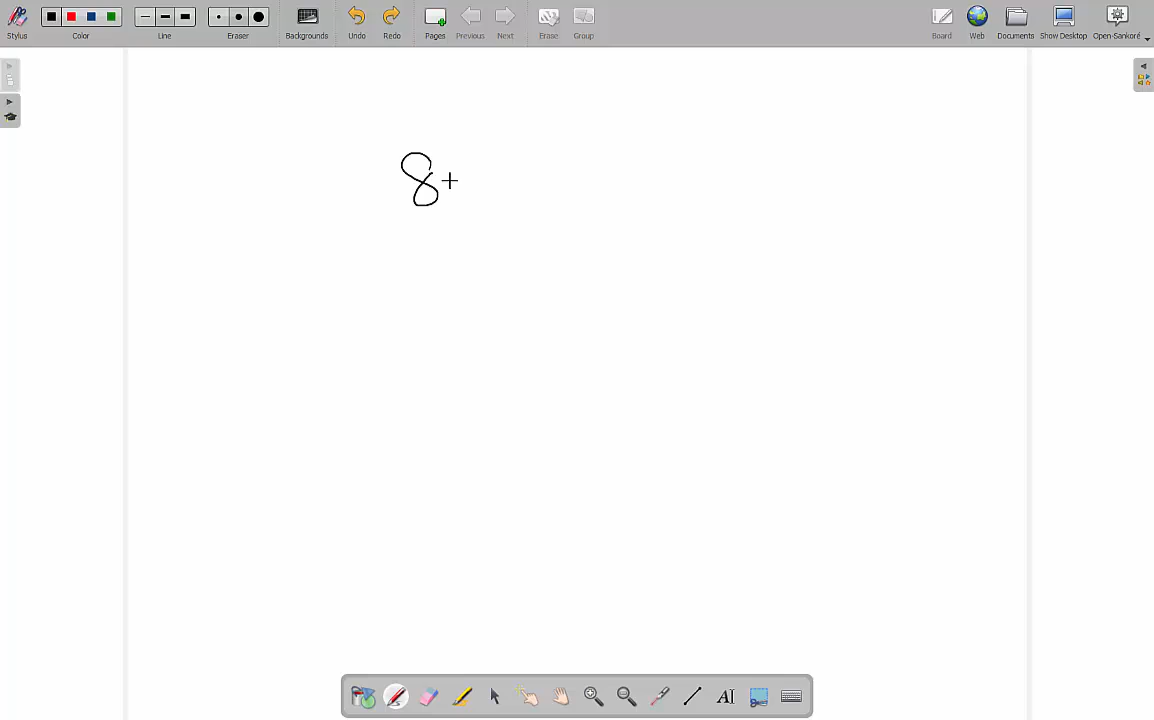 Stylus Color Line Eraser Backgrounds Undo Redo Pages Previous Next Erase Group Board Web Documents Show Desktop Open-Sankoré
8
AI